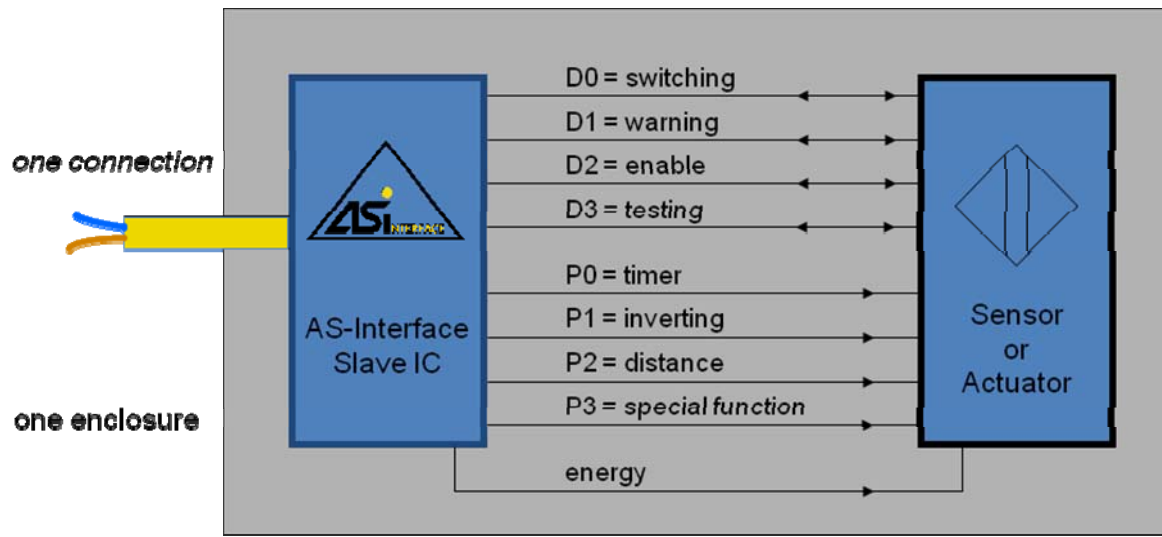 one connection
one enclosure
ASi
INTERFACE
AS-Interface
Slave IC
D0 = switching
D1 = warning
D2 = enable
D3 = testing
P0 = timer
P1 = inverting
P2 = distance
P3 = special function
energy
Sensor
or
Actuator